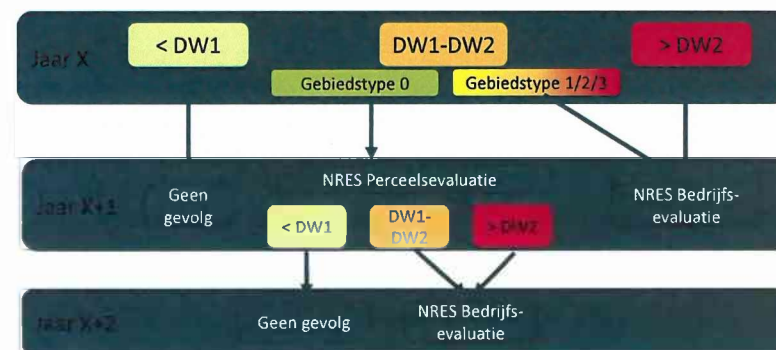 Jaar X
< DW1
DW1-DW2
> DW2
Gebiedstype 0
Gebiedstype 1/2/3
Jaar X+1
Geen
gevolg
NRES Perceelsevaluatie
< DW1
DW1-
DW2
> DW2
NRES Bedrijfs-
evaluatie
Jaar X+2
Geen gevolg
NRES Bedrijfs-
evaluatie